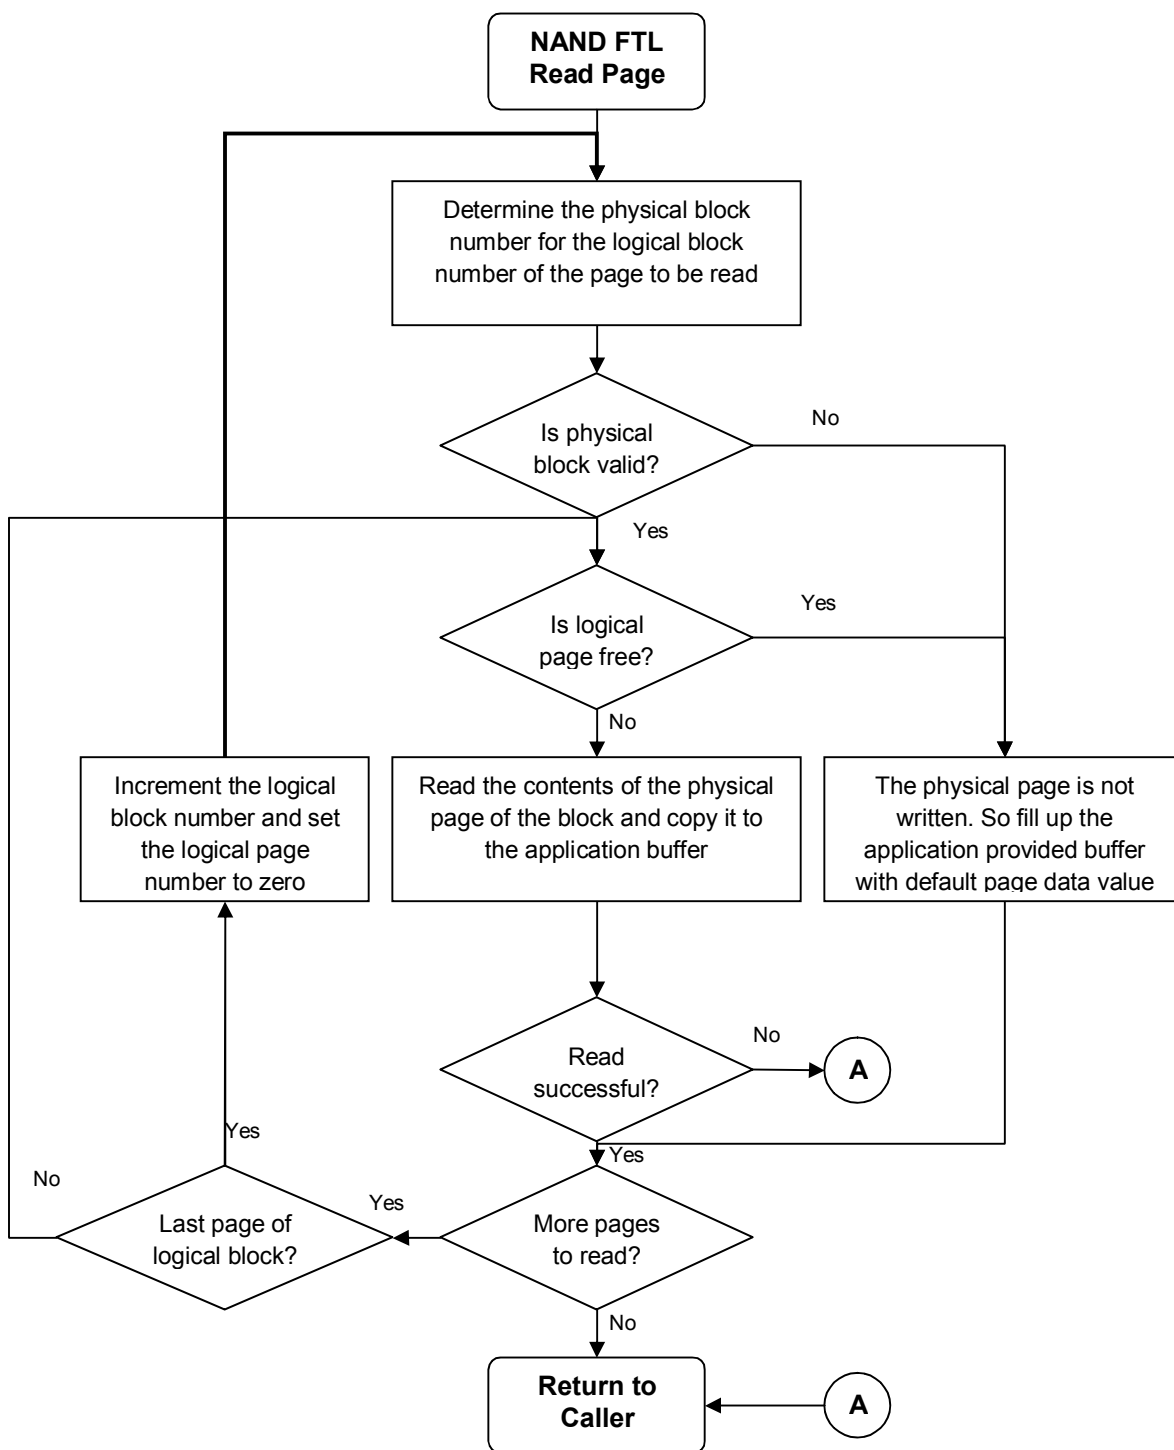 NAND FTL
Read Page
Determine the physical block
number for the logical block
number of the page to be read
No
Is physical
block valid?
Yes
Yes
Is logical
page free?
No
Increment the logical
block number and set
the logical page
number to zero
Read the contents of the physical
page of the block and copy it to
the application buffer
The physical page is not
written. So fill up the
application provided buffer
with default page data value
No
Read
successful?
A
Yes
Yes
No
Yes
Last page of
logical block?
More pages
to read?
No
Return to
Caller
A